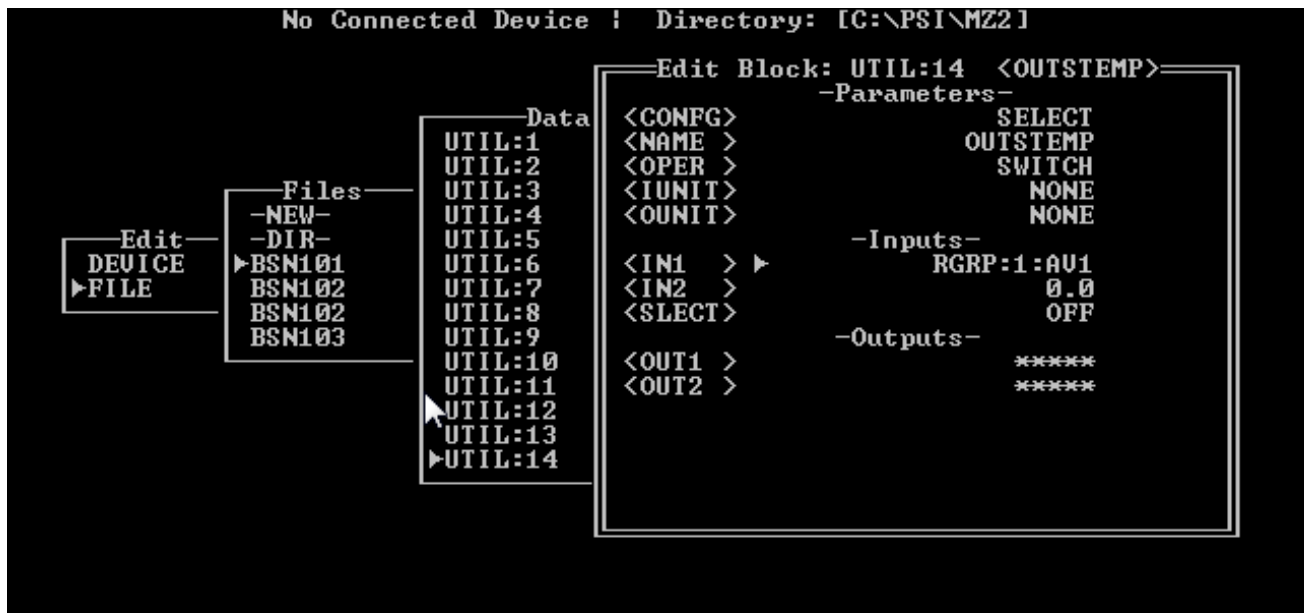 No Connected Device ¦ Directory: [C:\PSI\MZ2]
Edit
DEVICE
FILE
Files
-NEW-
-DIR-
BSN101
BSN102
BSN102
BSN103
Data
UTIL:1
UTIL:2
UTIL:3
UTIL:4
UTIL:5
UTIL:6
UTIL:7
UTIL:8
UTIL:9
UTIL:10
UTIL:11
UTIL:12
UTIL:13
UTIL:14
Edit Block: UTIL:14 <OUTSTEMP>
-Parameters-
<CONFG> SELECT
<NAME > OUTSTEMP
<OPER > SWITCH
<IUNIT> NONE
<OUNIT> NONE
-Inputs-
<IN1 > RGRP:1:AV1
<IN2 > 0.0
<SLECT> OFF
-Outputs-
<OUT1 > *****
<OUT2 > *****